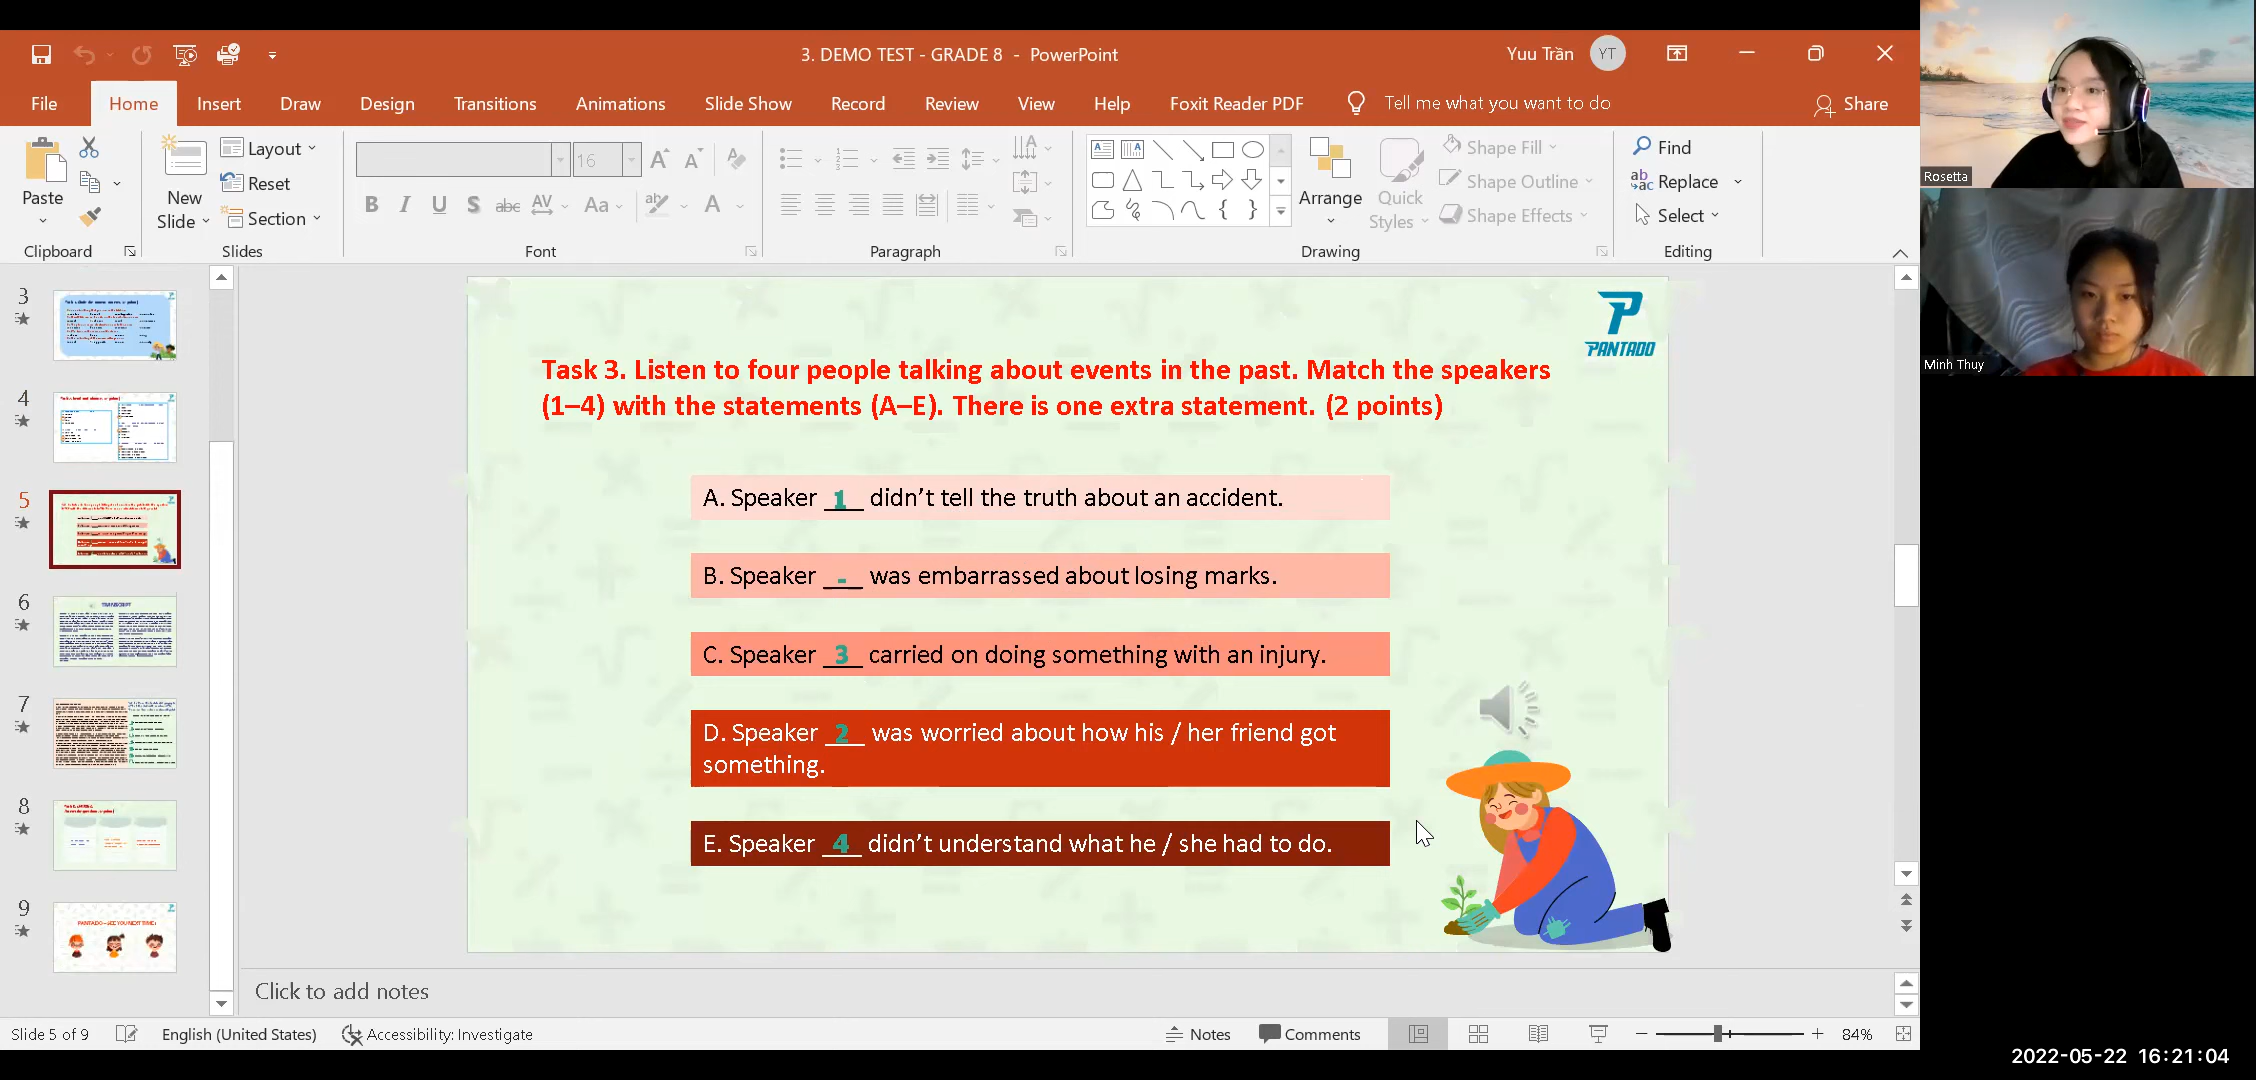 3. DEMO TEST - GRADE 8 - PowerPoint
Yuu Trần
YT
File Home Insert Draw Design Transitions Animations Slide Show Record Review View Help Foxit Reader PDF Tell me what you want to do Share
Paste
New
Slide
Layout
Reset
Section
16
Arrange
Quick
Styles
Shape Fill
Shape Outline
Shape Effects
Find
Replace
Select
Clipboard Slides Font Paragraph Drawing Editing
Rosetta
Minh Thuy
3
4
5
6
TRANSCRIPT
7
8
9
PANTADO
Task 3. Listen to four people talking about events in the past. Match the speakers
(1–4) with the statements (A–E). There is one extra statement. (2 points)
A. Speaker 1 didn’t tell the truth about an accident.
B. Speaker - was embarrassed about losing marks.
C. Speaker 3 carried on doing something with an injury.
D. Speaker 2 was worried about how his / her friend got
something.
E. Speaker 4 didn’t understand what he / she had to do.
Click to add notes
Slide 5 of 9 English (United States) Accessibility: Investigate Notes Comments 84%
2022-05-22 16:21:04